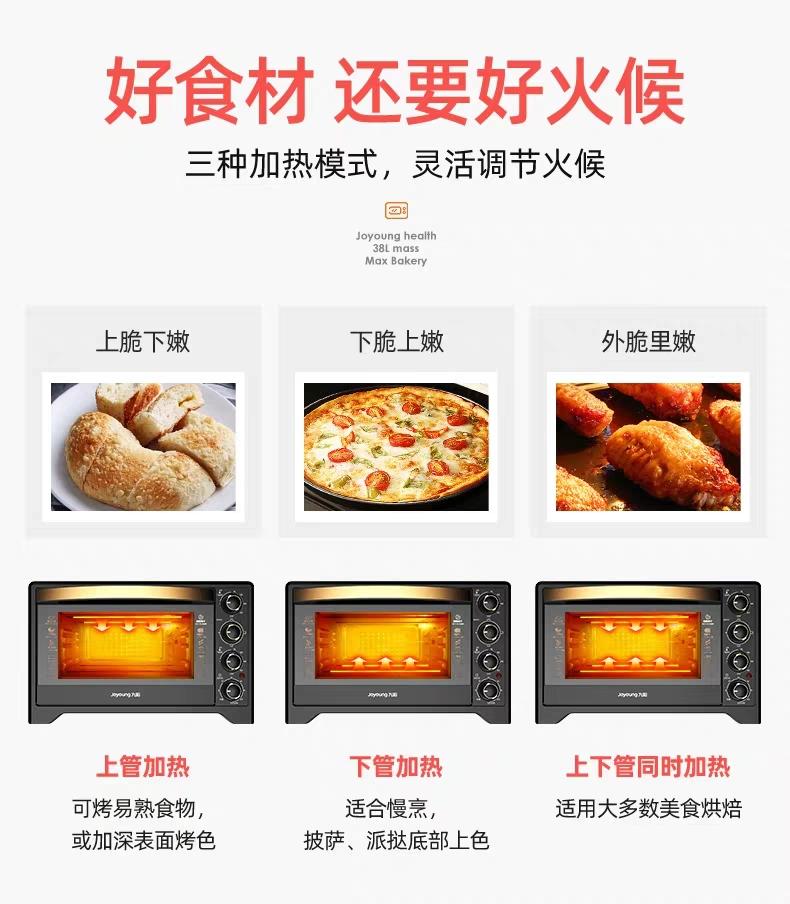 好食材 还要好火候
三种加热模式，灵活调节火候
Joyoung health
38L mass
Max Bakery
上脆下嫩
下脆上嫩
外脆里嫩
Joyoung 九阳
Joyoung 九阳
Joyoung 九阳
上管加热
可烤易熟食物，
或加深表面烤色
下管加热
适合慢烹，
披萨、派挞底部上色
上下管同时加热
适用大多数美食烘焙